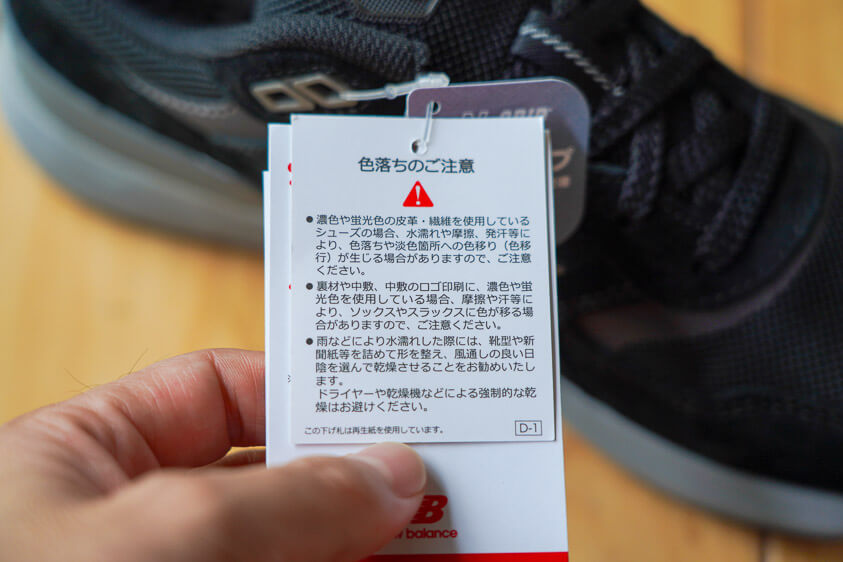 色落ちのご注意
●濃色や蛍光色の皮革・繊維を使用している
シューズの場合、水濡れや摩擦、発汗等に
より、色落ちや淡色箇所への色移り（色移
行）が生じる場合がありますので、ご注意
ください。
●裏材や中敷、中敷のロゴ印刷に、濃色や蛍
光色を使用している場合、摩擦や汗等に
より、ソックスやスラックスに色が移る場
合がありますので、ご注意ください。
●雨などにより水濡れした際には、靴型や新
聞紙等を詰めて形を整え、風通しの良い日
陰を選んで乾燥させることをお勧めいたし
ます。
ドライヤーや乾燥機などによる強制的な乾
燥はお避けください。
この下げ札は再生紙を使用しています。
D-1
balance